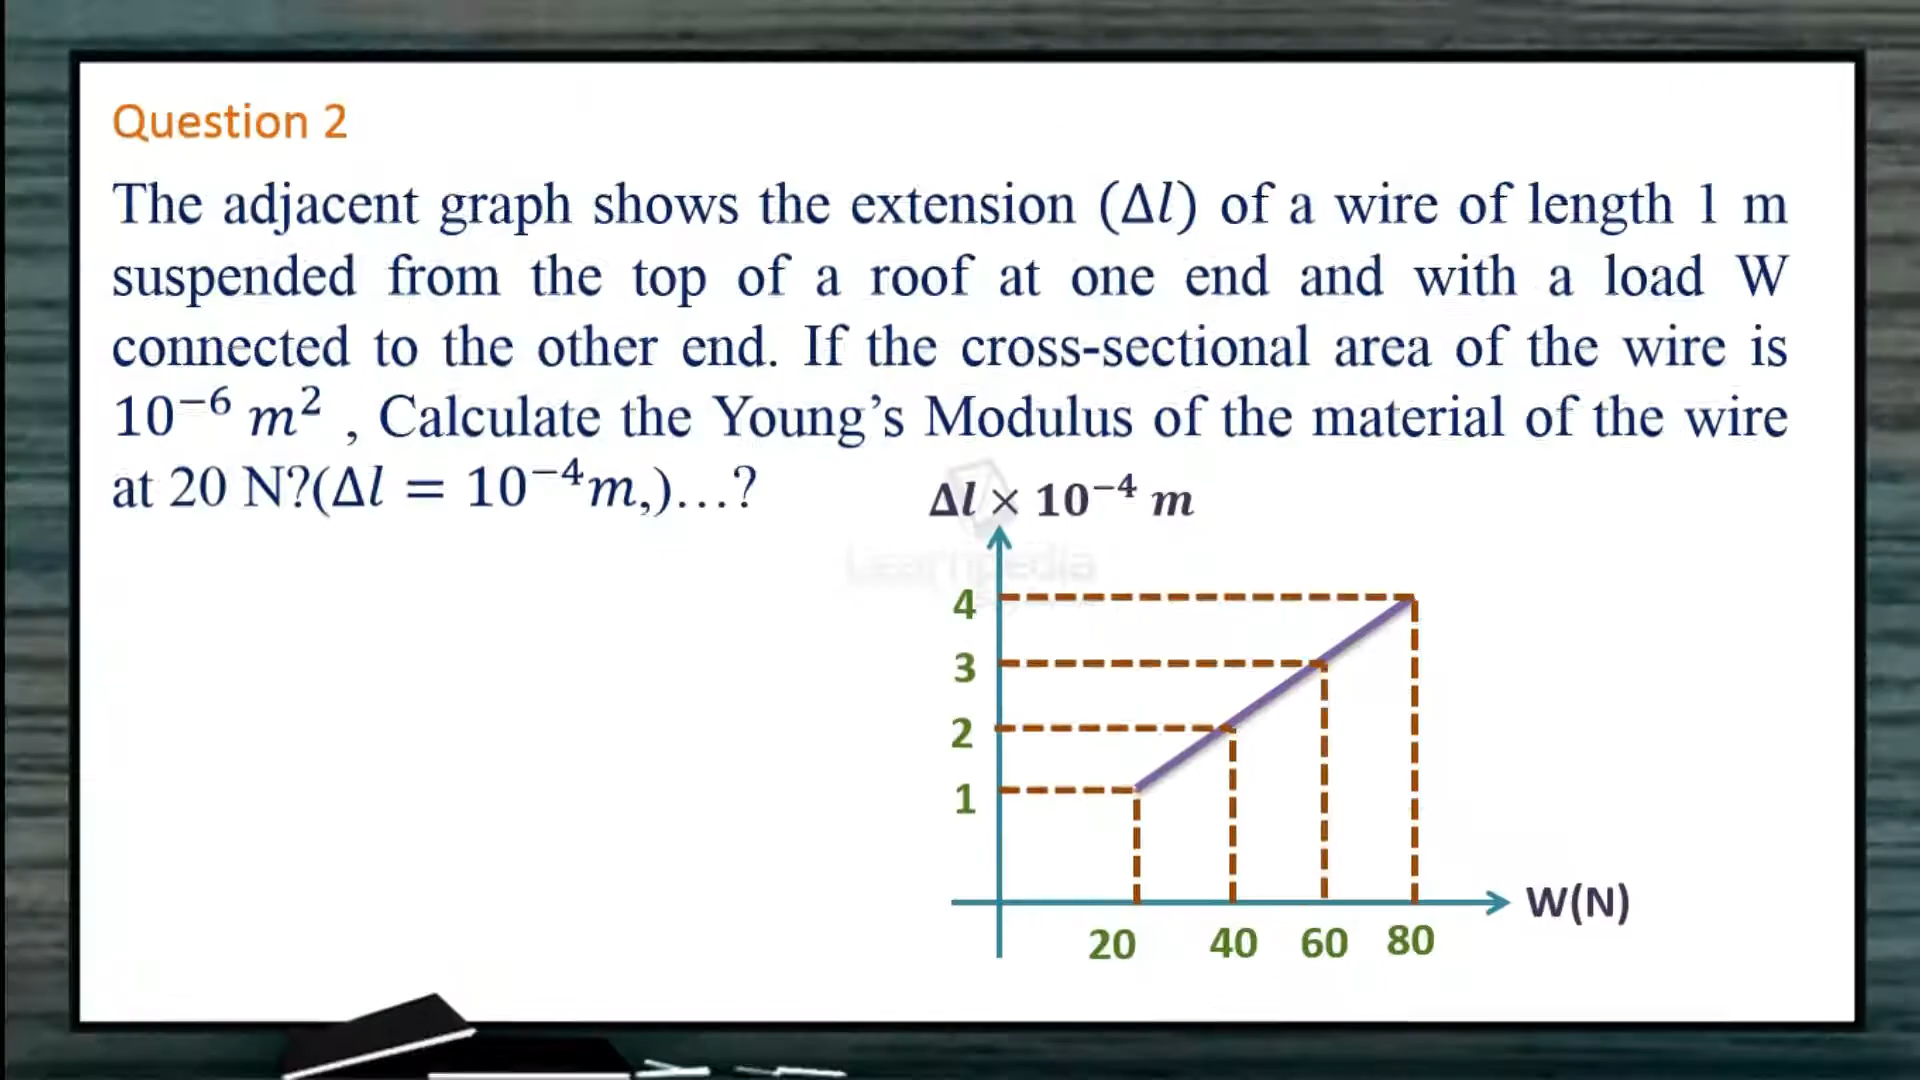 Question 2
The adjacent graph shows the extension (Δl) of a wire of length 1 m
suspended from the top of a roof at one end and with a load W
connected to the other end. If the cross-sectional area of the wire is
10⁻⁶ m² , Calculate the Young’s Modulus of the material of the wire
at 20 N?(Δl = 10⁻⁴m,)...?
Δl × 10⁻⁴ m
Learnpedia
4
3
2
1
W(N)
20 40 60 80